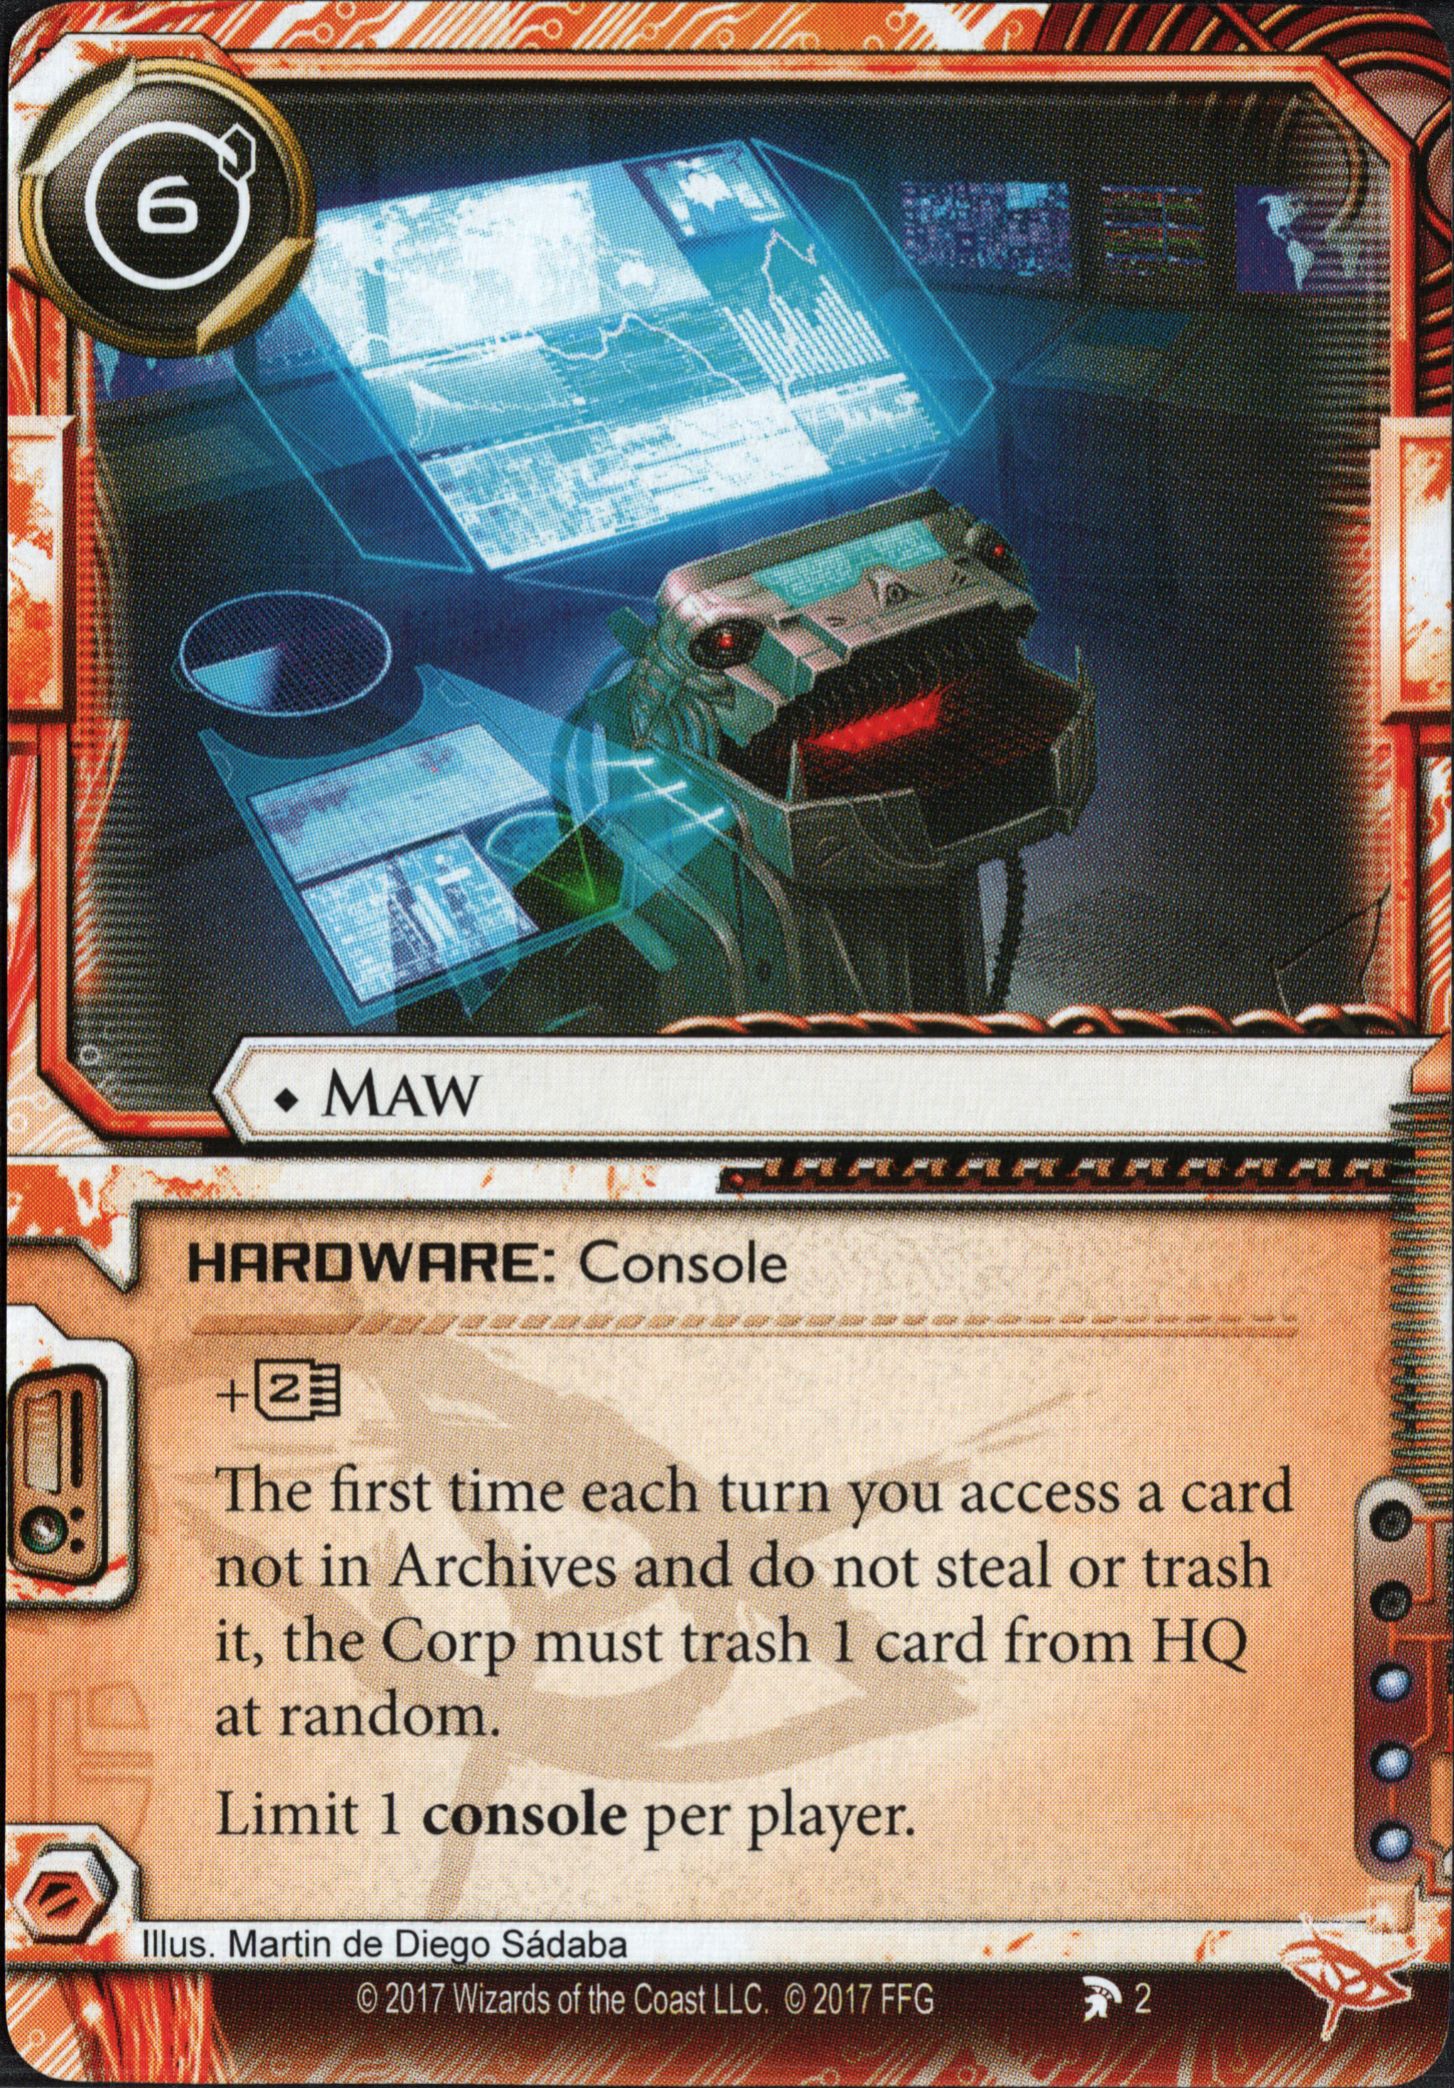 6
◆ MAW
HARDWARE: Console
+2
The first time each turn you access a card
not in Archives and do not steal or trash
it, the Corp must trash 1 card from HQ
at random.
Limit 1 console per player.
Illus. Martin de Diego Sádaba
© 2017 Wizards of the Coast LLC. © 2017 FFG 2